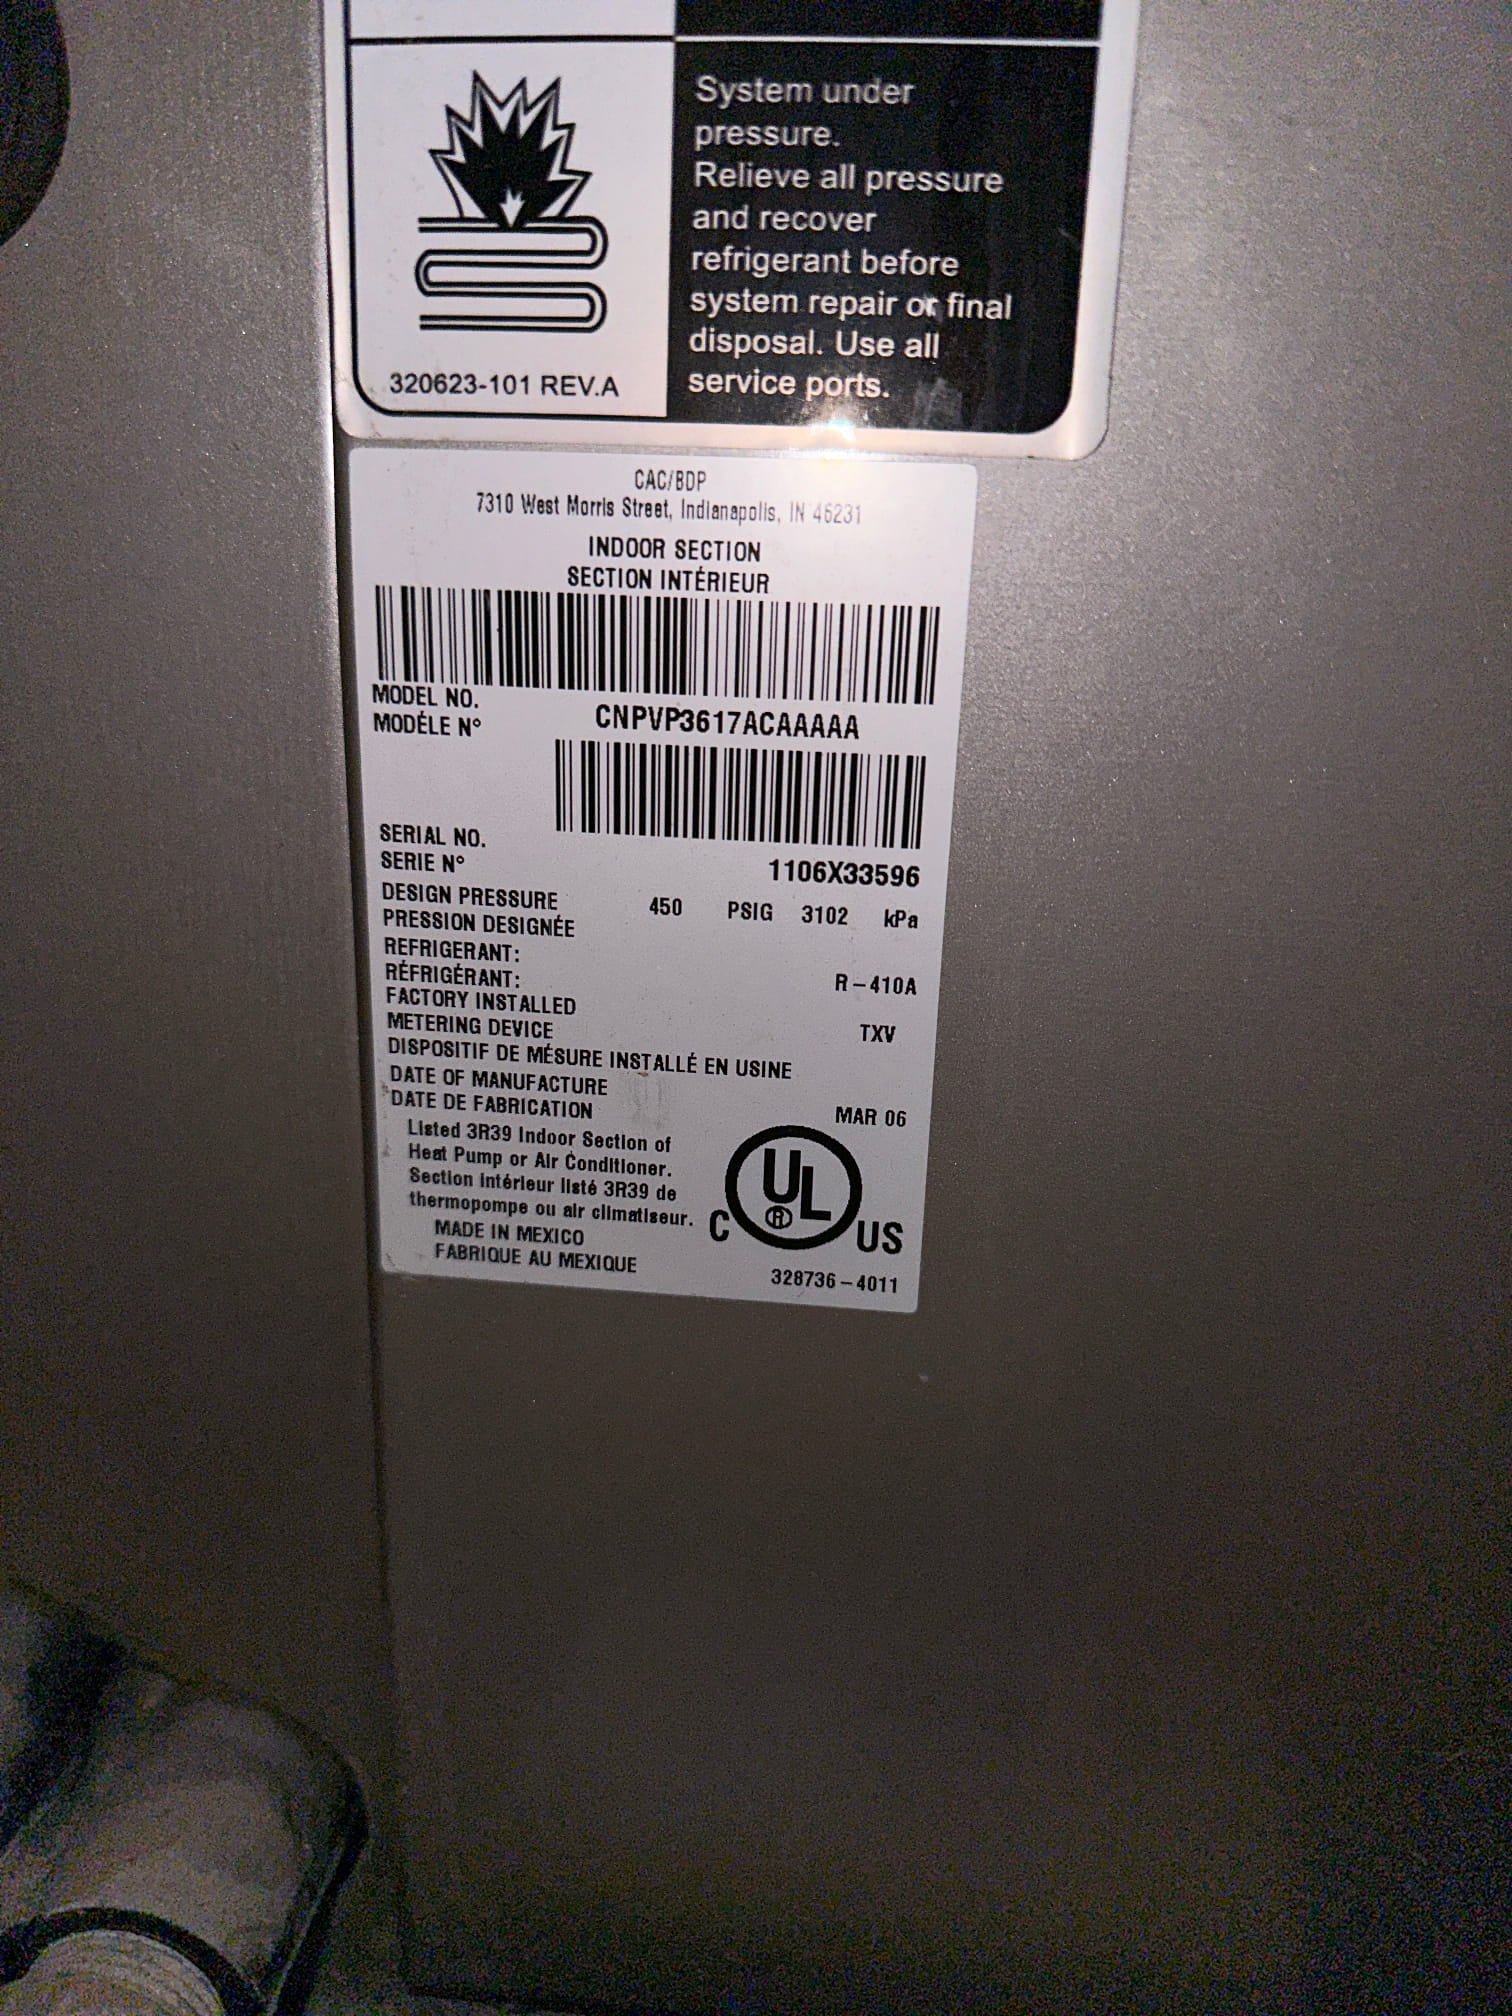 System under
pressure.
Relieve all pressure
and recover
refrigerant before
system repair or final
disposal. Use all
service ports.
320623-101 REV.A
CAC/BDP
7310 West Morris Street, Indianapolis, IN 46231
INDOOR SECTION
SECTION INTÉRIEUR
MODEL NO.
MODÉLE N° CNPVP3617ACAAAAA
SERIAL NO.
SERIE N° 1106X33596
DESIGN PRESSURE 450 PSIG 3102 kPa
PRESSION DESIGNÉE
REFRIGERANT:
RÉFRIGÉRANT: R-410A
FACTORY INSTALLED
METERING DEVICE TXV
DISPOSITIF DE MÉSURE INSTALLÉ EN USINE
DATE OF MANUFACTURE
DATE DE FABRICATION MAR 06
Listed 3R39 Indoor Section of
Heat Pump or Air Conditioner.
Section intérieur listé 3R39 de
thermopompe ou air climatiseur.
MADE IN MEXICO
FABRIQUE AU MEXIQUE
C UL ® US
328736-4011